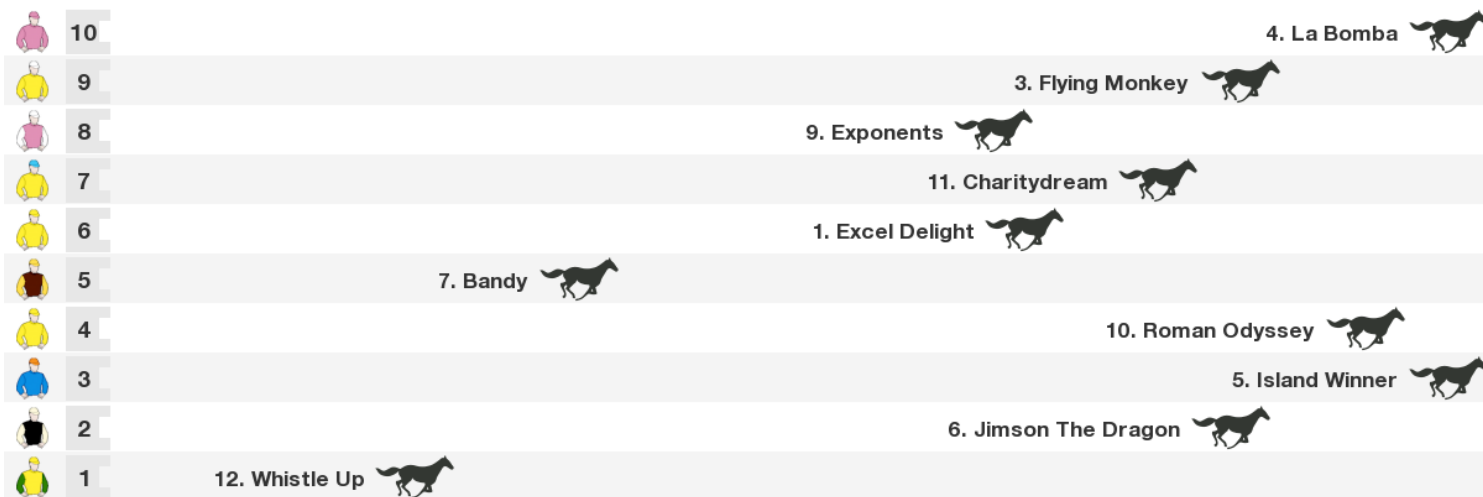 10 4. La Bomba
9 3. Flying Monkey
8 9. Exponents
7 11. Charitydream
6 1. Excel Delight
5 7. Bandy
4 10. Roman Odyssey
3 5. Island Winner
2 6. Jimson The Dragon
1 12. Whistle Up